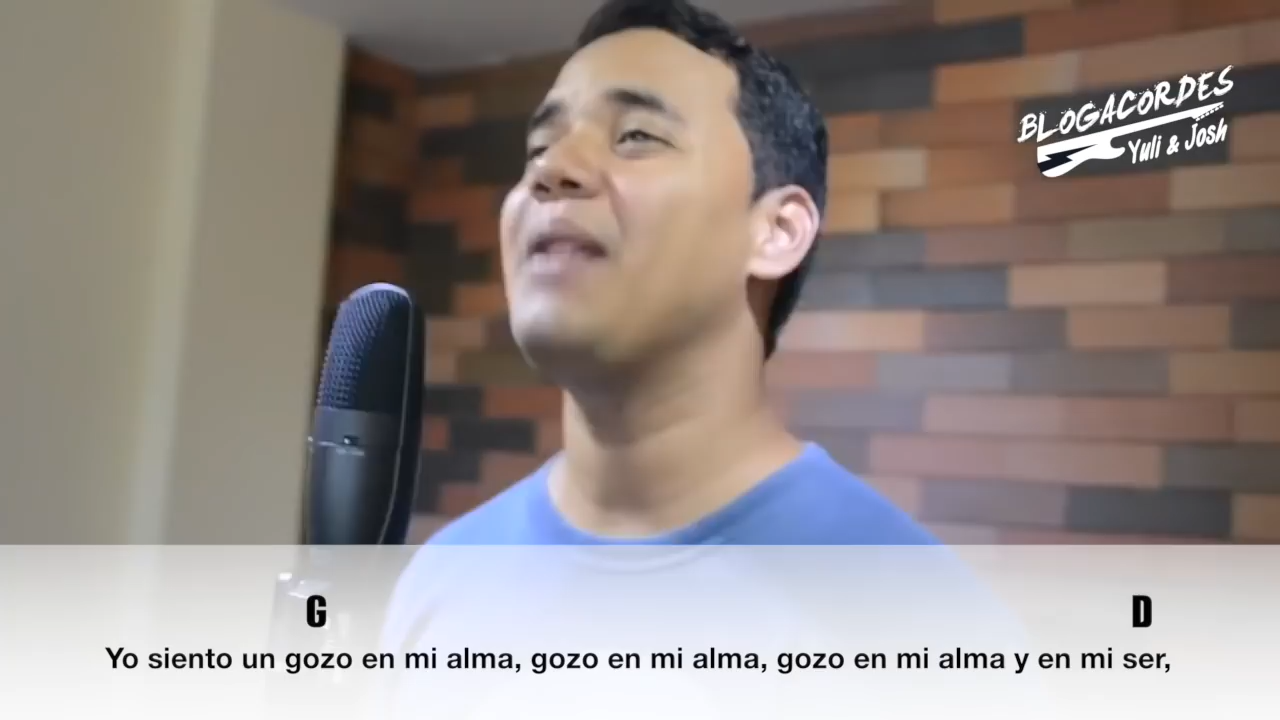 BLOGACORDES
Yuli & Josh
G D
Yo siento un gozo en mi alma, gozo en mi alma, gozo en mi alma y en mi ser,